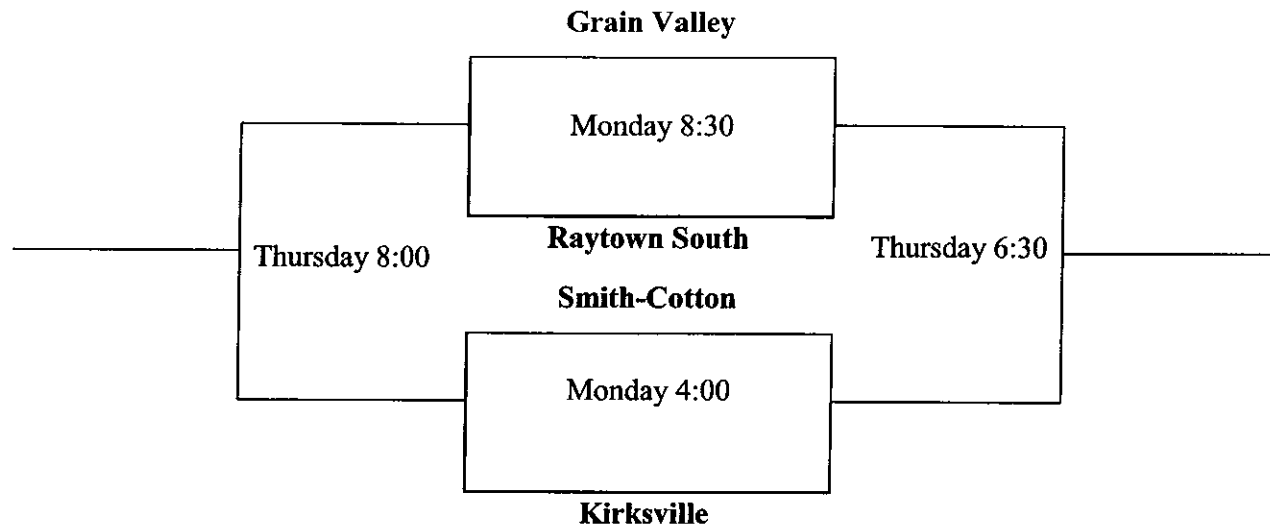 Grain Valley
Monday 8:30
Raytown South
Thursday 8:00
Thursday 6:30
Smith-Cotton
Monday 4:00
Kirksville